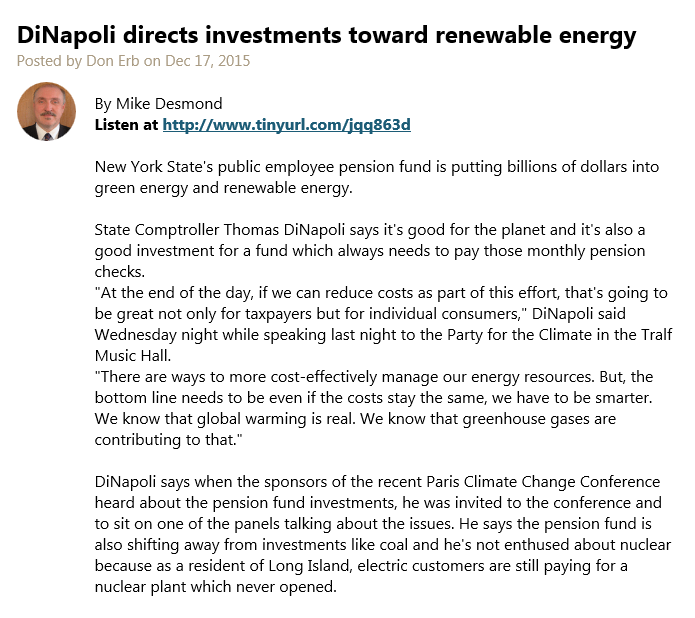 DiNapoli directs investments toward renewable energy
Posted by Don Erb on Dec 17, 2015
By Mike Desmond
Listen at http://www.tinyurl.com/jqq863d
New York State's public employee pension fund is putting billions of dollars into
green energy and renewable energy.
State Comptroller Thomas DiNapoli says it's good for the planet and it's also a
good investment for a fund which always needs to pay those monthly pension
checks.
"At the end of the day, if we can reduce costs as part of this effort, that's going to
be great not only for taxpayers but for individual consumers," DiNapoli said
Wednesday night while speaking last night to the Party for the Climate in the Tralf
Music Hall.
"There are ways to more cost-effectively manage our energy resources. But, the
bottom line needs to be even if the costs stay the same, we have to be smarter.
We know that global warming is real. We know that greenhouse gases are
contributing to that."
DiNapoli says when the sponsors of the recent Paris Climate Change Conference
heard about the pension fund investments, he was invited to the conference and
to sit on one of the panels talking about the issues. He says the pension fund is
also shifting away from investments like coal and he's not enthused about nuclear
because as a resident of Long Island, electric customers are still paying for a
nuclear plant which never opened.